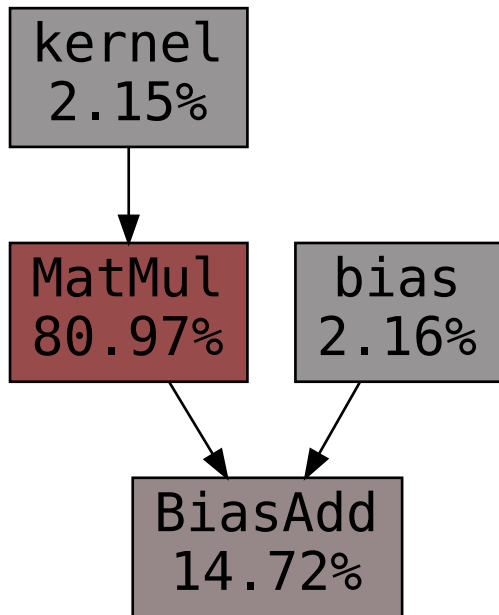 kernel
2.15%
MatMul
80.97%
bias
2.16%
BiasAdd
14.72%